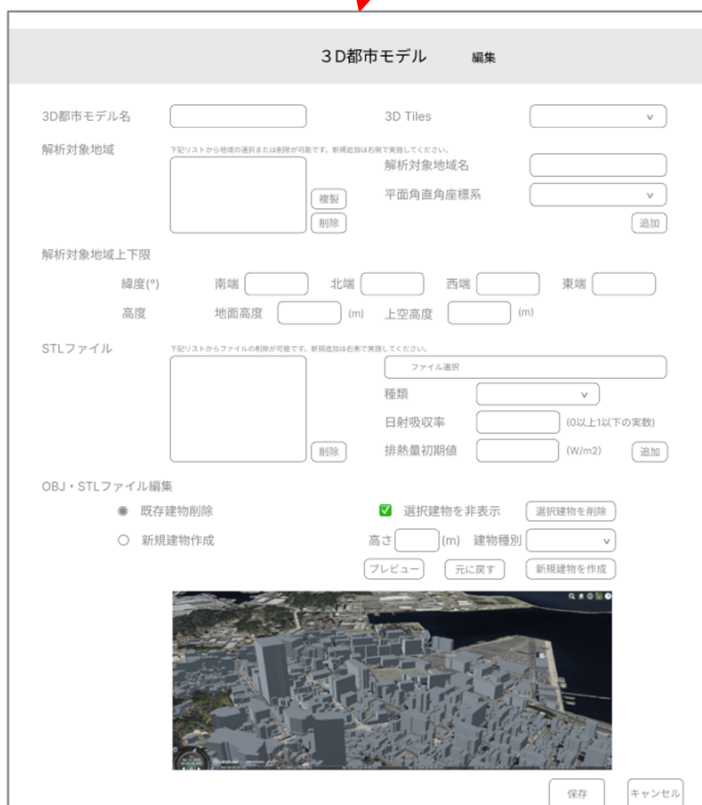 ３D都市モデル 編集
3D都市モデル名 3D Tiles
解析対象地域 下記リストから地域の選択または削除が可能です。新規追加は右側で実施してください。
解析対象地域名
複製 平面角直角座標系
削除 追加
解析対象地域上下限
緯度(°) 南端 北端 西端 東端
高度 地面高度 (m) 上空高度 (m)
STLファイル 下記リストからファイルの削除が可能です。新規追加は右側で実施してください。
ファイル選択
種類
日射吸収率 (0以上1以下の実数)
削除 排熱量初期値 (W/m2) 追加
OBJ・STLファイル編集
既存建物削除 選択建物を非表示 選択建物を削除
新規建物作成 高さ (m) 建物種別
プレビュー 元に戻す 新規建物を作成
保存 キャンセル